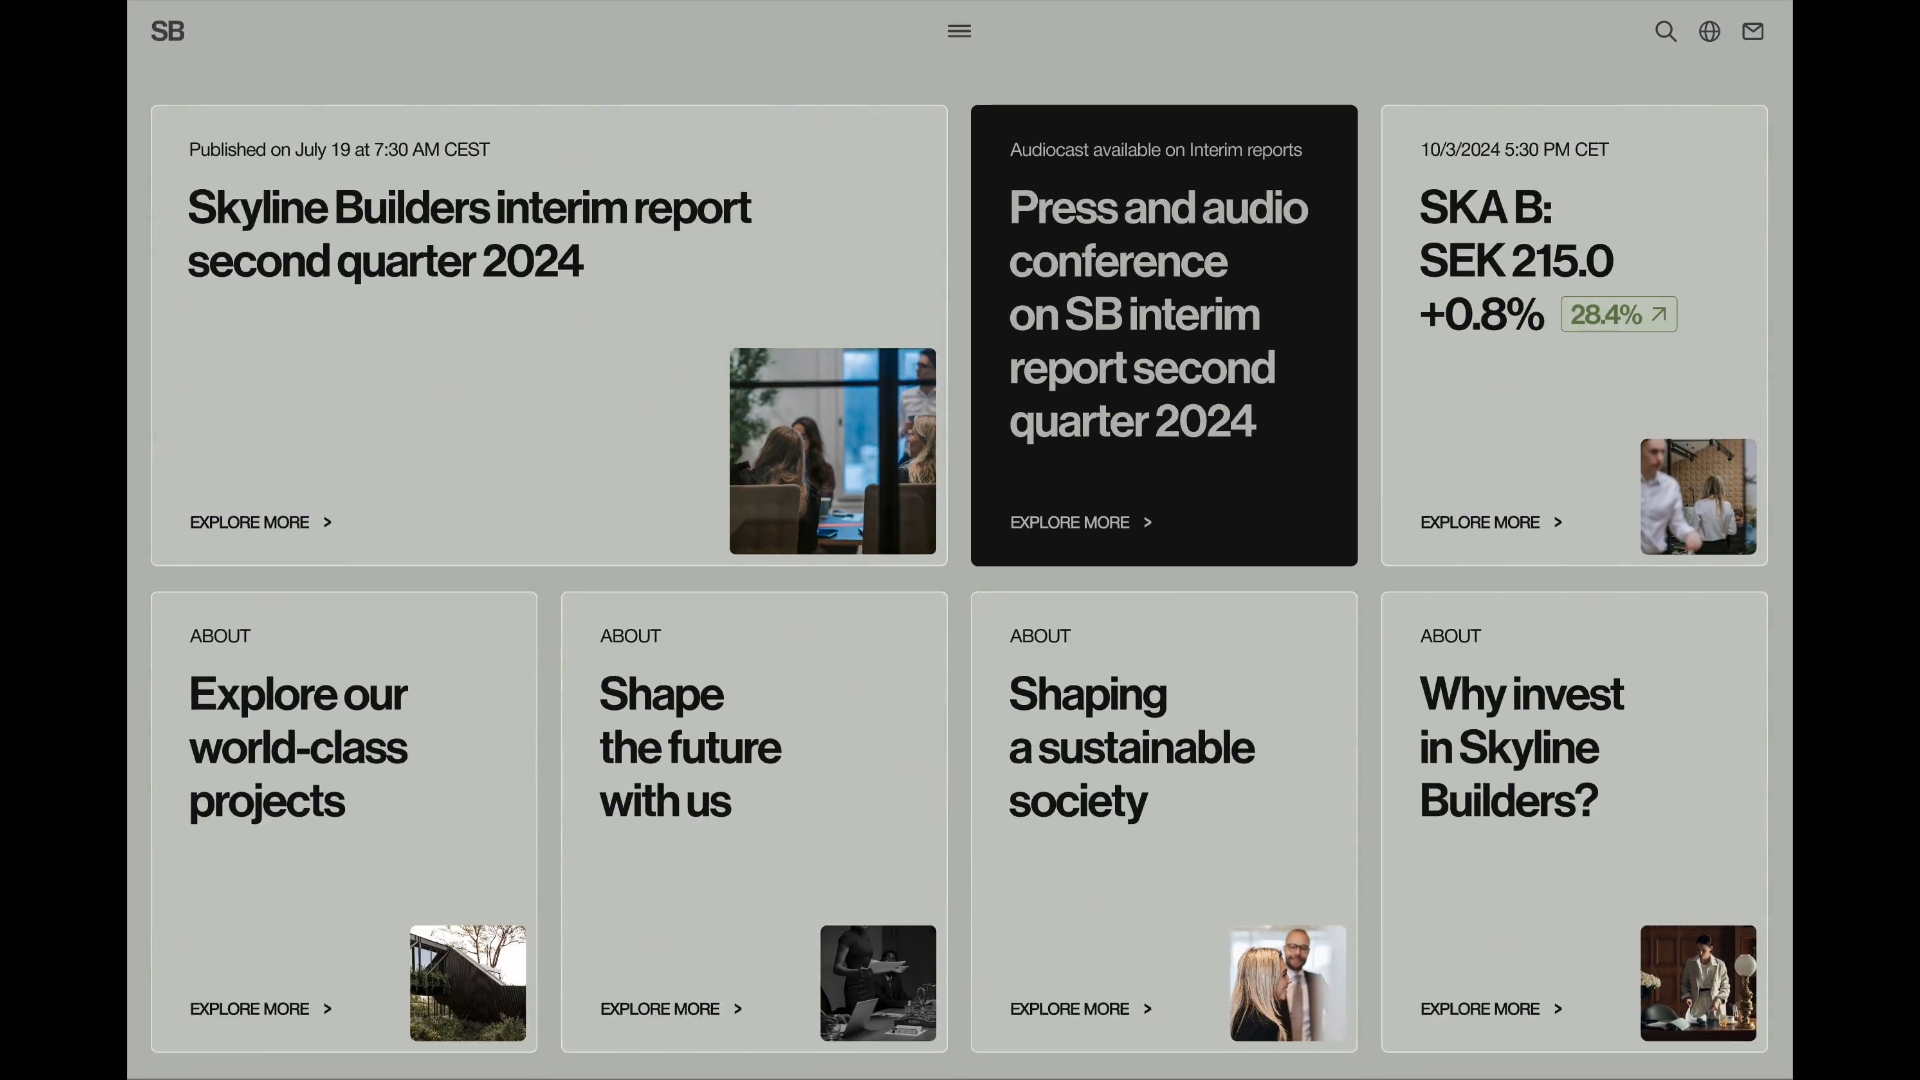 SB
Published on July 19 at 7:30 AM CEST
Skyline Builders interim report
second quarter 2024
EXPLORE MORE >
Audiocast available on Interim reports
Press and audio
conference
on SB interim
report second
quarter 2024
EXPLORE MORE >
10/3/2024 5:30 PM CET
SKA B:
SEK 215.0
+0.8% 28.4%
EXPLORE MORE >
ABOUT
Explore our
world-class
projects
EXPLORE MORE >
ABOUT
Shape
the future
with us
EXPLORE MORE >
ABOUT
Shaping
a sustainable
society
EXPLORE MORE >
ABOUT
Why invest
in Skyline
Builders?
EXPLORE MORE >